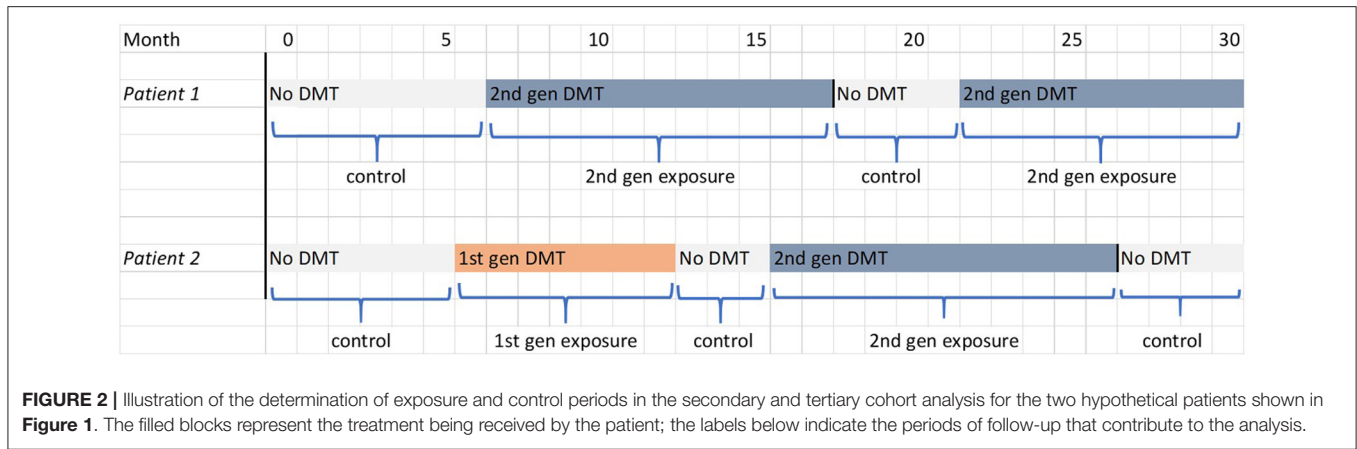 Month 0 5 10 15 20 25 30
Patient 1 No DMT 2nd gen DMT No DMT 2nd gen DMT
control 2nd gen exposure control 2nd gen exposure
Patient 2 No DMT 1st gen DMT No DMT 2nd gen DMT No DMT
control 1st gen exposure control 2nd gen exposure control
FIGURE 2 | Illustration of the determination of exposure and control periods in the secondary and tertiary cohort analysis for the two hypothetical patients shown in
Figure 1. The filled blocks represent the treatment being received by the patient; the labels below indicate the periods of follow-up that contribute to the analysis.